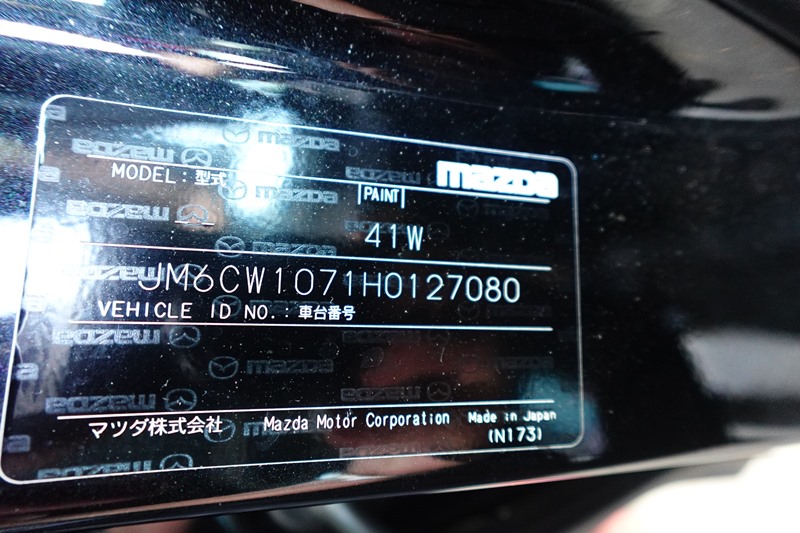 mazda
MODEL：型式
PAINT
41W
JM6CW1071H0127080
VEHICLE ID NO.：車台番号
マツダ株式会社 Mazda Motor Corporation Made in Japan
(N173)